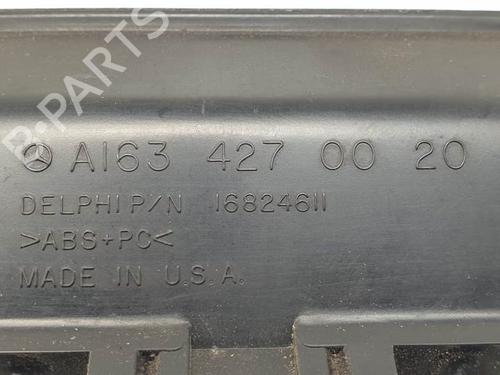 A163 427 00 20
DELPHI P/N 16824611
>ABS+PC<
MADE IN U.S.A.
B-PARTS